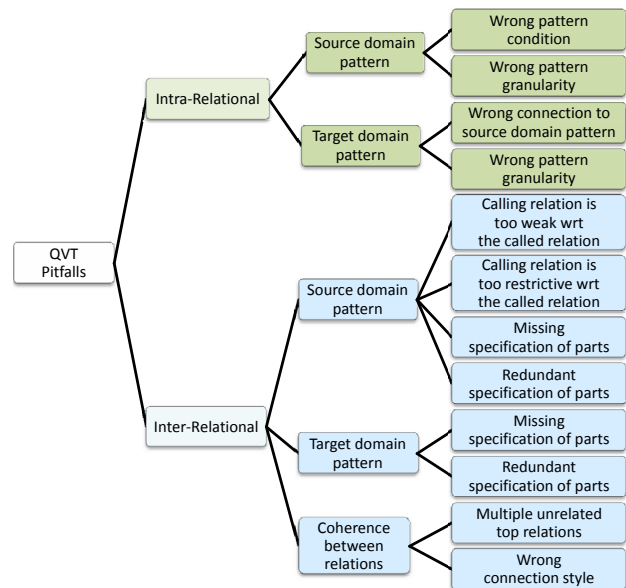 QVT
Pitfalls
Intra-Relational
Source domain
pattern
Wrong pattern
condition
Wrong pattern
granularity
Target domain
pattern
Wrong connection to
source domain pattern
Wrong pattern
granularity
Inter-Relational
Source domain
pattern
Calling relation is
too weak wrt
the called relation
Calling relation is
too restrictive wrt
the called relation
Missing
specification of parts
Redundant
specification of parts
Target domain
pattern
Missing
specification of parts
Redundant
specification of parts
Coherence
between
relations
Multiple unrelated
top relations
Wrong
connection style